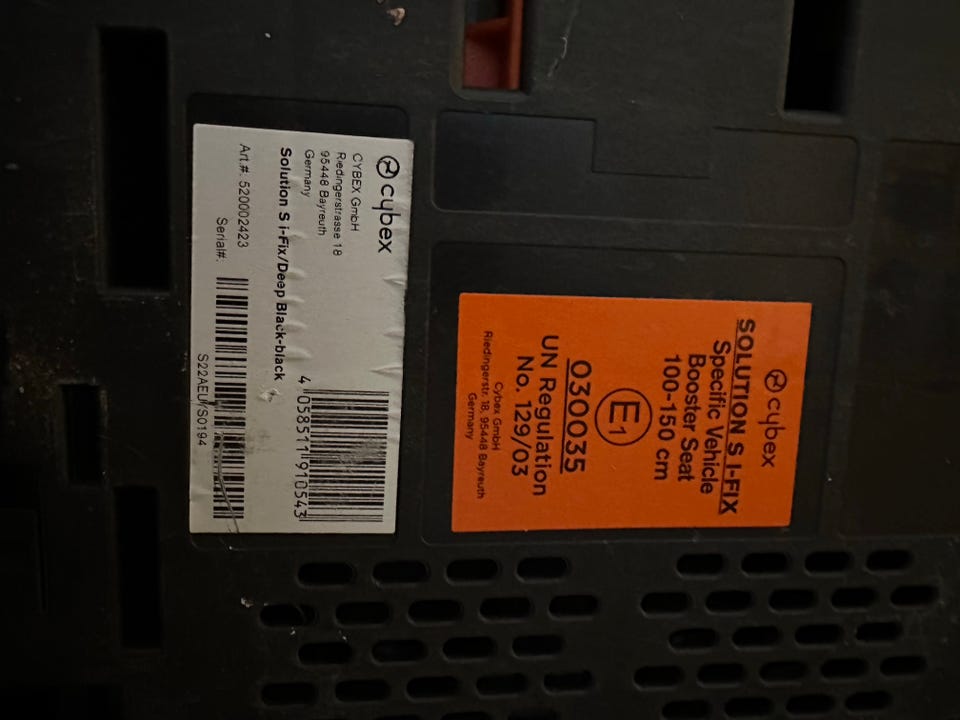 cybex
CYBEX GmbH
Riedingerstrasse 18
95448 Bayreuth
Germany
Solution S i-Fix/Deep Black-black
4 058511 910543
Art.#: 520002423
Serial#:
cybex
SOLUTION S I-FIX
Specific Vehicle
Booster Seat
100-150 cm
E1
030035
UN Regulation
No. 129/03
Cybex GmbH
Riedingerstr. 18, 95448 Bayreuth
Germany